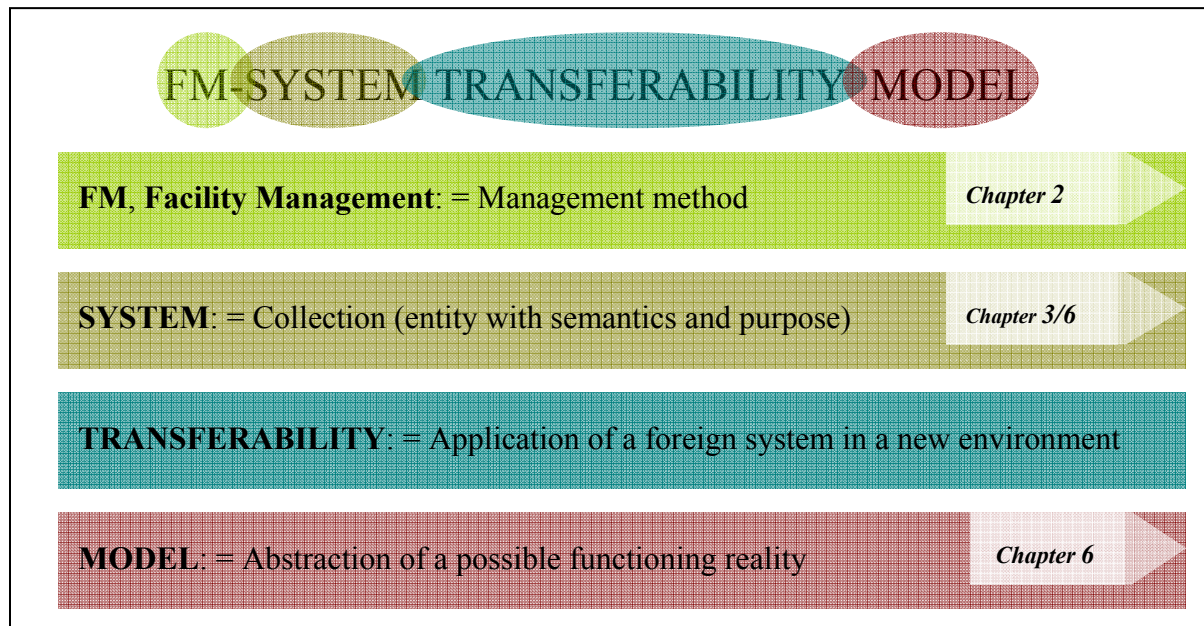 FM-SYSTEM TRANSFERABILITY MODEL
FM, Facility Management: = Management method
Chapter 2
SYSTEM: = Collection (entity with semantics and purpose)
Chapter 3/6
TRANSFERABILITY: = Application of a foreign system in a new environment
MODEL: = Abstraction of a possible functioning reality
Chapter 6